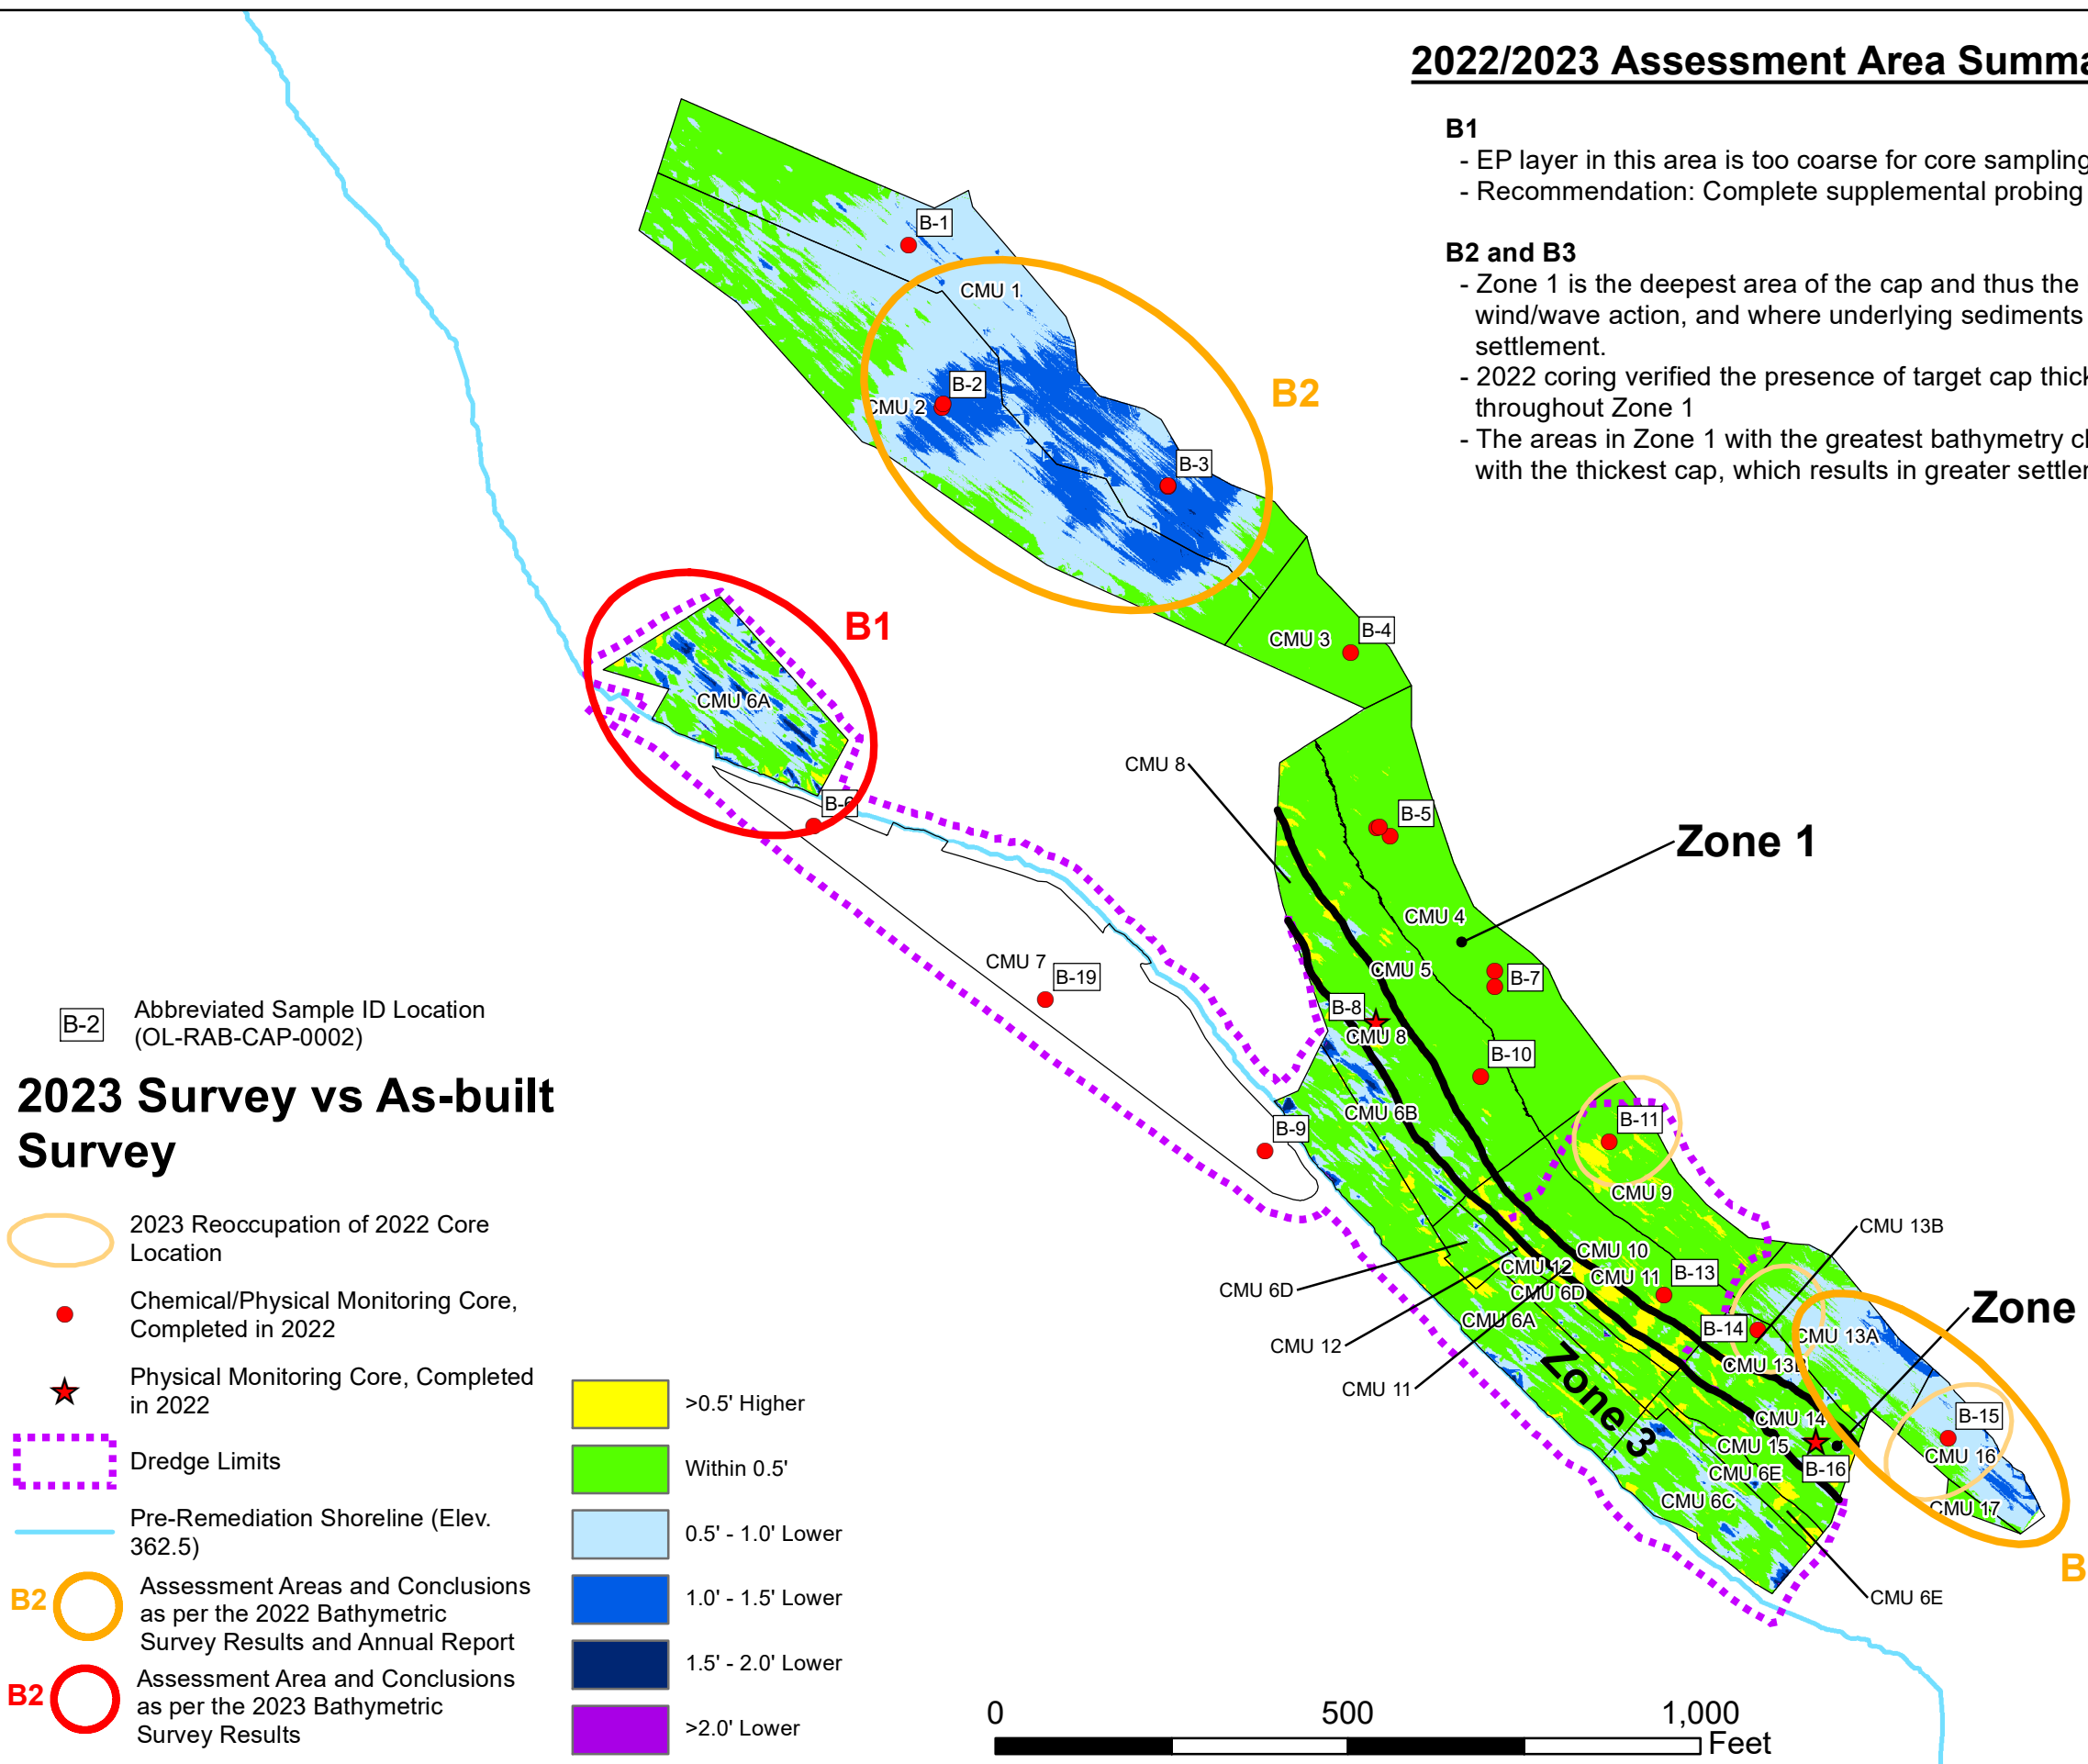 2022/2023 Assessment Area Summa
B1
- EP layer in this area is too coarse for core sampling
- Recommendation: Complete supplemental probing
B2 and B3
- Zone 1 is the deepest area of the cap and thus the
wind/wave action, and where underlying sediments
settlement.
- 2022 coring verified the presence of target cap thick
throughout Zone 1
- The areas in Zone 1 with the greatest bathymetry ch
with the thickest cap, which results in greater settler
B-1
CMU 1
B2
B-2
CMU 2
B-3
B1
CMU 3
B-4
CMU 6A
CMU 8
B-6
B-5
Zone 1
CMU 4
CMU 7
B-19
CMU 5
B-7
B-8
CMU 8
B-10
CMU 6B
B-9
B-11
CMU 9
CMU 13B
CMU 10
CMU 12
CMU 11
B-13
CMU 6D
CMU 6D
CMU 6A
Zone
B-14
CMU 13A
CMU 12
CMU 13B
CMU 11
Zone 3
CMU 14
B-15
CMU 15
CMU 16
B-16
CMU 6E
CMU 6C
CMU 17
B
CMU 6E
B-2
Abbreviated Sample ID Location
(OL-RAB-CAP-0002)
2023 Survey vs As-built
Survey
2023 Reoccupation of 2022 Core
Location
Chemical/Physical Monitoring Core,
Completed in 2022
Physical Monitoring Core, Completed
in 2022
Dredge Limits
Pre-Remediation Shoreline (Elev.
362.5)
B2
Assessment Areas and Conclusions
as per the 2022 Bathymetric
Survey Results and Annual Report
B2
Assessment Area and Conclusions
as per the 2023 Bathymetric
Survey Results
>0.5' Higher
Within 0.5'
0.5' - 1.0' Lower
1.0' - 1.5' Lower
1.5' - 2.0' Lower
>2.0' Lower
0 500 1,000
Feet